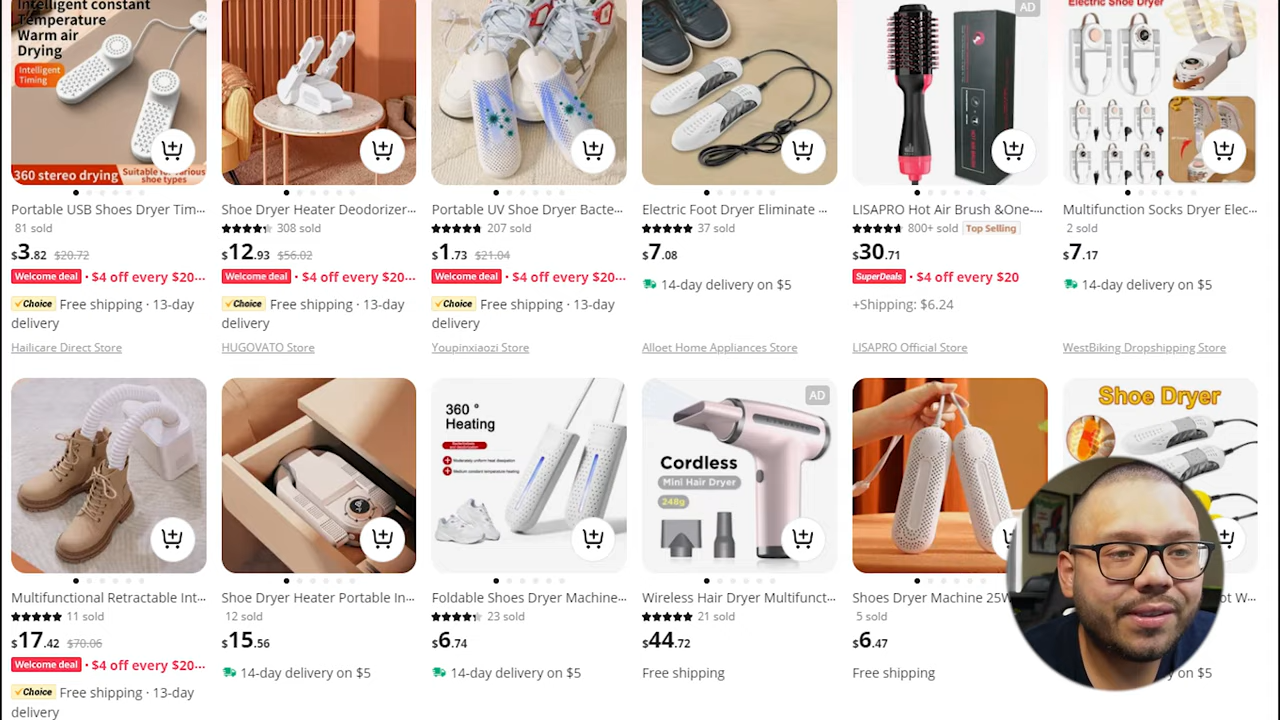 Intelligent constant
Temperature
Warm air
Drying
Intelligent
Timing
360 stereo drying
Suitable for various
shoe types
AD
Electric Shoe Dryer
Portable USB Shoes Dryer Tim...
Shoe Dryer Heater Deodorizer...
Portable UV Shoe Dryer Bacte...
Electric Foot Dryer Eliminate ...
LISAPRO Hot Air Brush &One-...
Multifunction Socks Dryer Elec...
81 sold
308 sold
207 sold
37 sold
800+ sold Top Selling
2 sold
$3.82 $20.72
$12.93 $56.02
$1.73 $21.04
$7.08
$30.71
$7.17
Welcome deal · $4 off every $20...
Welcome deal · $4 off every $20...
Welcome deal · $4 off every $20...
14-day delivery on $5
SuperDeals · $4 off every $20
14-day delivery on $5
Choice Free shipping · 13-day
delivery
Choice Free shipping · 13-day
delivery
Choice Free shipping · 13-day
delivery
+Shipping: $6.24
Hailicare Direct Store
HUGOVATO Store
Youpinxiaozi Store
Alloet Home Appliances Store
LISAPRO Official Store
WestBiking Dropshipping Store
360 °
Heating
Moderately uniform heat dissipation
Medium constant temperature heating
AD
Cordless
Mini Hair Dryer
248g
Shoe Dryer
Multifunctional Retractable Int...
Shoe Dryer Heater Portable In...
Foldable Shoes Dryer Machine...
Wireless Hair Dryer Multifunct...
Shoes Dryer Machine 25W
ot W...
11 sold
12 sold
23 sold
21 sold
5 sold
$17.42 $70.06
$15.56
$6.74
$44.72
$6.47
Welcome deal · $4 off every $20...
14-day delivery on $5
14-day delivery on $5
Free shipping
Free shipping
y on $5
Choice Free shipping · 13-day
delivery